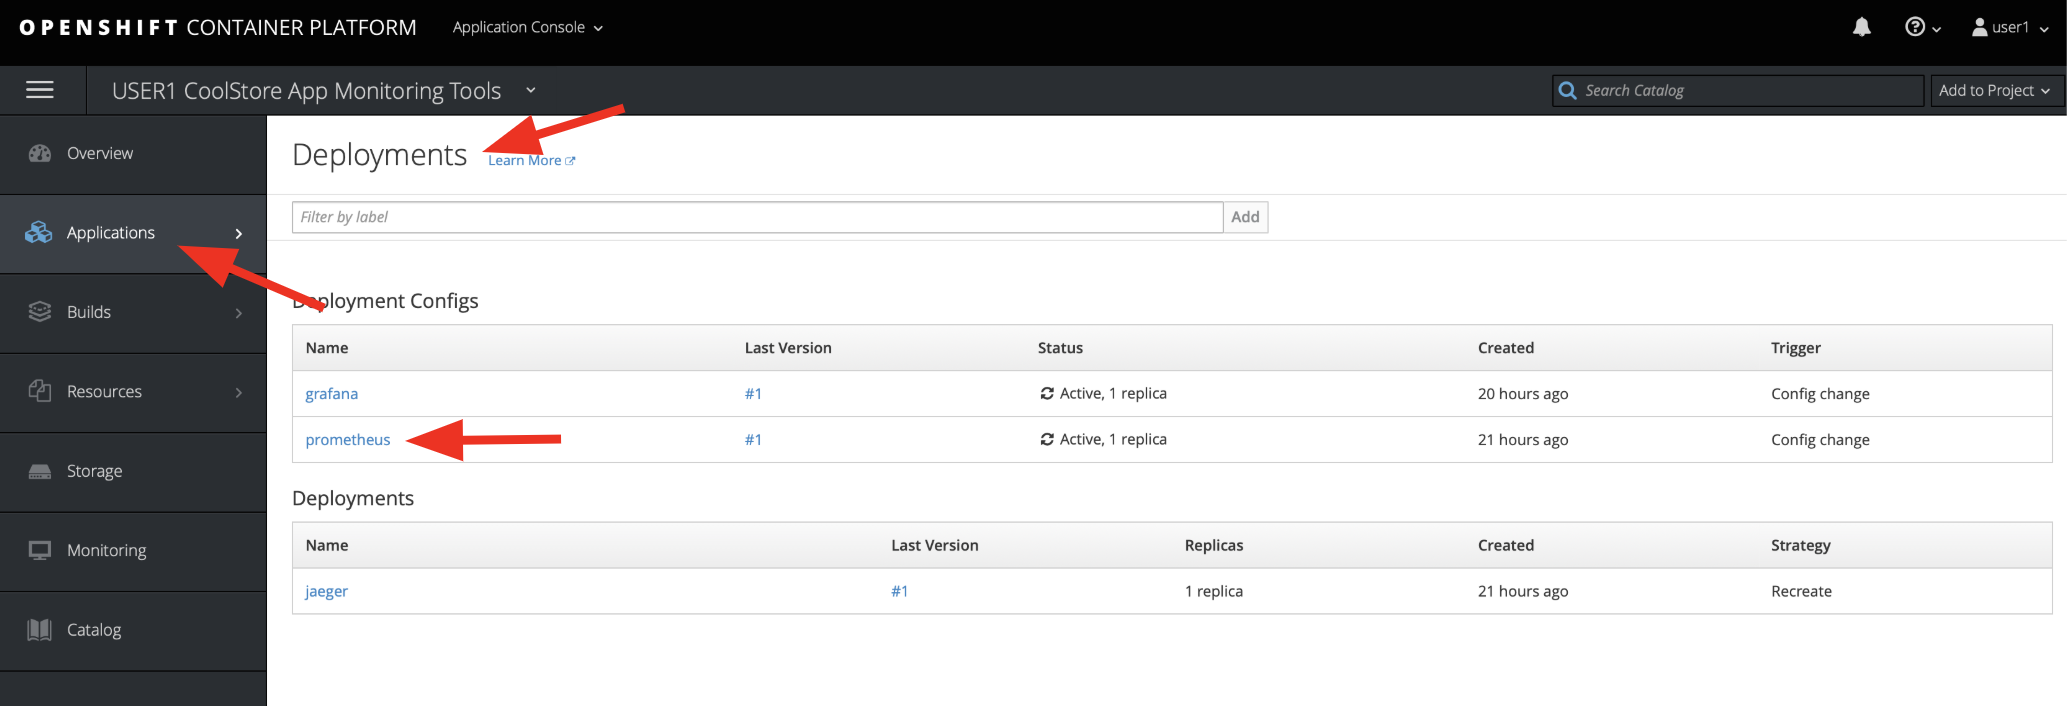 OPENSHIFT CONTAINER PLATFORM Application Console user1
USER1 CoolStore App Monitoring Tools Search Catalog Add to Project
Overview
Applications
Builds
Resources
Storage
Monitoring
Catalog
Deployments Learn More
Filter by label Add
Deployment Configs
Name Last Version Status Created Trigger
grafana #1 Active, 1 replica 20 hours ago Config change
prometheus #1 Active, 1 replica 21 hours ago Config change
Deployments
Name Last Version Replicas Created Strategy
jaeger #1 1 replica 21 hours ago Recreate